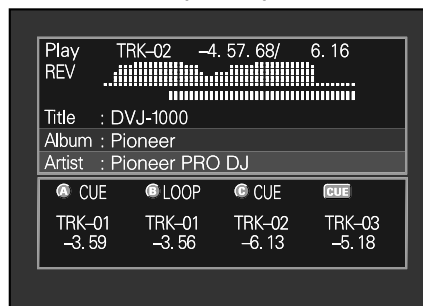 Play TRK–02 –4. 57. 68/ 6. 16
REV
Title : DVJ-1000
Album : Pioneer
Artist : Pioneer PRO DJ
A CUE B LOOP C CUE CUE
TRK–01 TRK–01 TRK–02 TRK–03
–3. 59 –3. 56 –6. 13 –5. 18